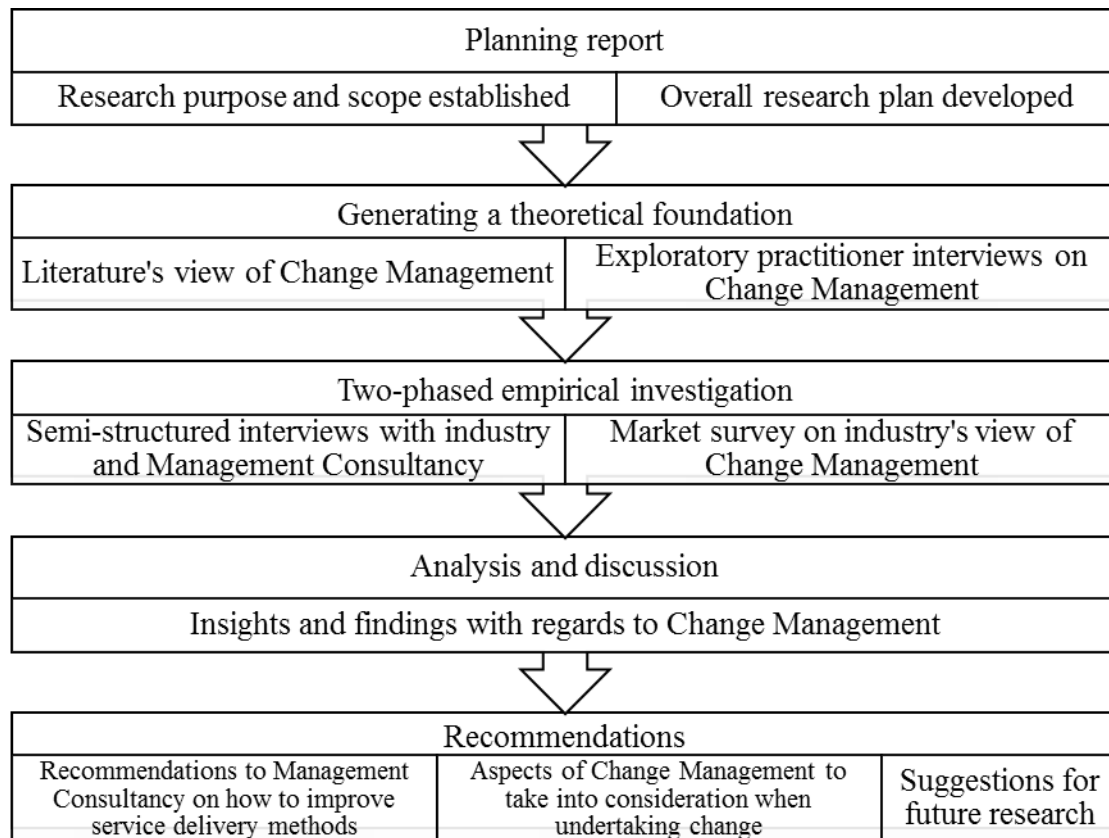 Planning report
Research purpose and scope established
Overall research plan developed
Generating a theoretical foundation
Literature's view of Change Management
Exploratory practitioner interviews on
Change Management
Two-phased empirical investigation
Semi-structured interviews with industry
and Management Consultancy
Market survey on industry's view of
Change Management
Analysis and discussion
Insights and findings with regards to Change Management
Recommendations
Recommendations to Management
Consultancy on how to improve
service delivery methods
Aspects of Change Management to
take into consideration when
undertaking change
Suggestions for
future research